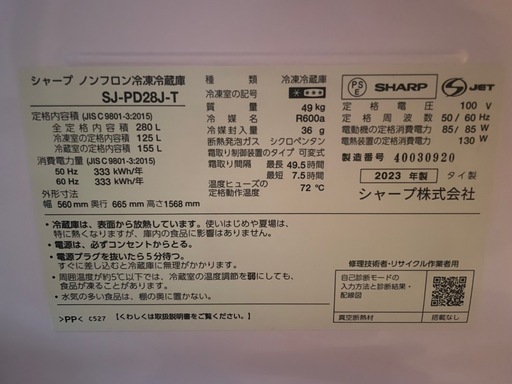 シャープ ノンフロン冷凍冷蔵庫
SJ-PD28J-T
定格内容積 (JIS C 9801-3:2015)
全定格内容積 280 L
冷凍室の定格内容積 125 L
冷蔵室の定格内容積 155 L
消費電力量 (JIS C 9801-3:2015)
50 Hz 333 kWh/年
60 Hz 333 kWh/年
外形寸法
幅 560 mm 奥行 665 mm 高さ1568 mm
種類 冷凍冷蔵庫
冷凍室の記号
質量 49 kg
冷媒名 R600a
冷媒封入量 36 g
断熱発泡ガス シクロペンタン
霜取り制御装置のタイプ 可変式
霜取り間隔 最長 49.5時間
最短 7.5時間
温度ヒューズの定格動作温度 72 ℃
PS E SHARP S JET
定格電圧 100 V
定格周波数 50 / 60 Hz
電動機の定格消費電力 85/ 85 W
電熱装置の定格消費電力 130 W
製造番号 40030920
2023 年製 タイ製
シャープ株式会社
• 冷蔵庫は、表面から放熱しています。使いはじめや夏場は、
特に熱くなりますが、庫内の食品に影響はありません。
• 電源は、必ずコンセントからとる。
• 電源プラグを抜いたら5分待つ。
すぐに差し込むと冷蔵庫に無理がかかります。
• 周囲温度が約5℃以下では、冷蔵室の温度調節を弱にしても、
食品が凍ることがあります。
• 水気の多い食品は、棚の奥に置かない。
>PP< C527 【くわしくは取扱説明書をご覧ください。】
修理技術者・リサイクル作業者用
自己診断モードの
入力方法と診断結果・
配線図
真空断熱材 搭載なし